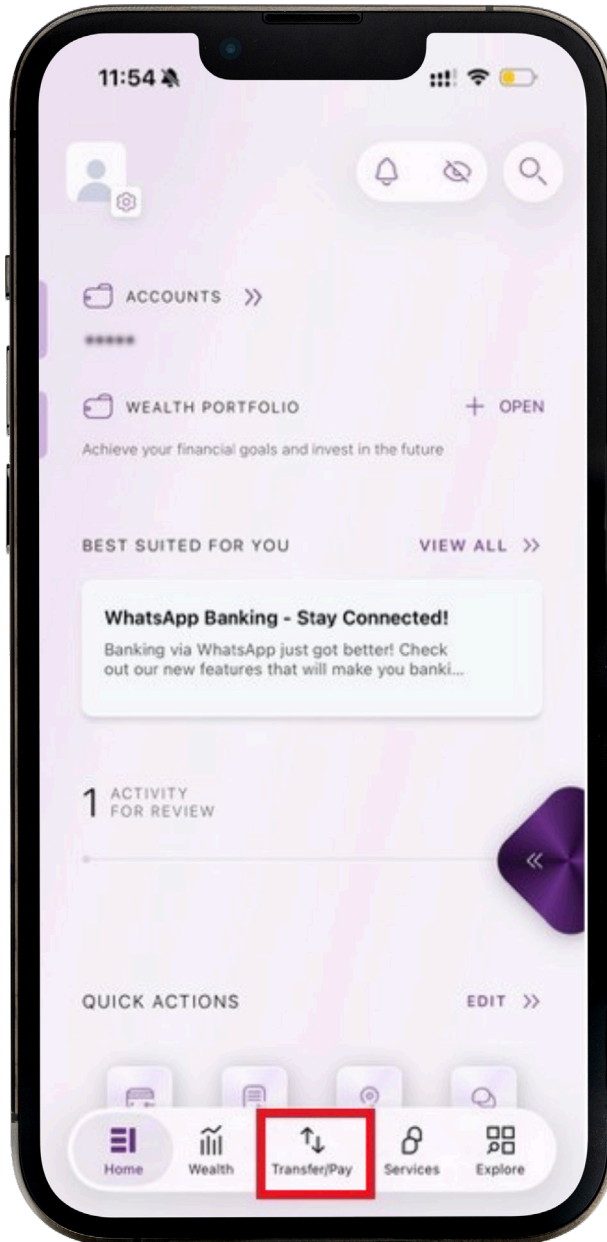 11:54
ACCOUNTS
WEALTH PORTFOLIO
+ OPEN
Achieve your financial goals and invest in the future
BEST SUITED FOR YOU
VIEW ALL
WhatsApp Banking - Stay Connected!
Banking via WhatsApp just got better! Check
out our new features that will make you banki...
1 ACTIVITY
FOR REVIEW
QUICK ACTIONS
EDIT
Home
Wealth
Transfer/Pay
Services
Explore